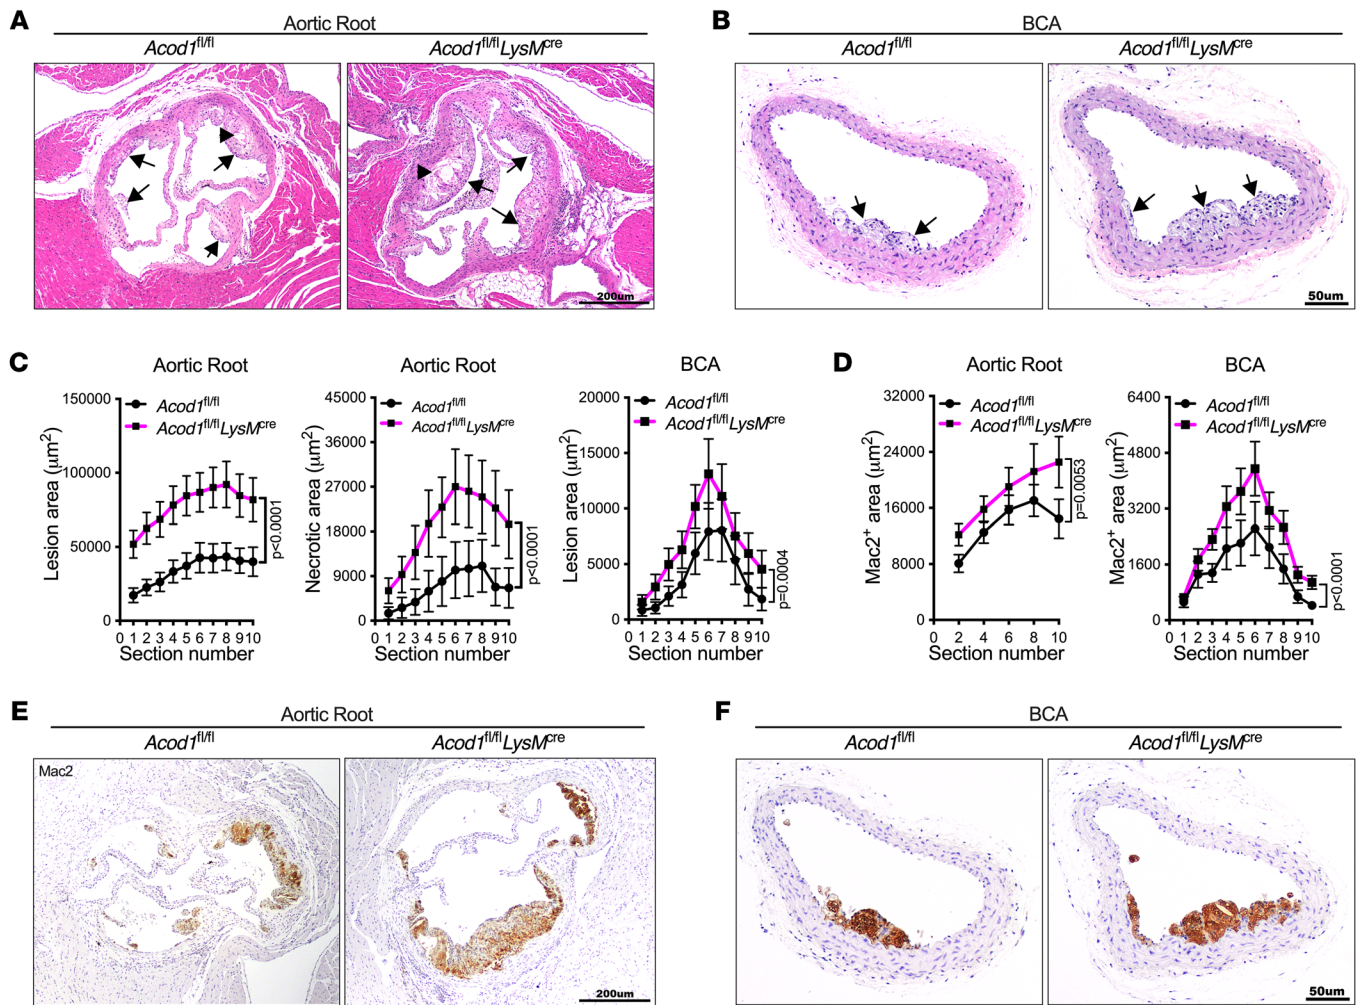 A
Aortic Root
Acod1fl/fl
Acod1fl/flLysMcre
200um
B
BCA
Acod1fl/fl
Acod1fl/flLysMcre
50um
C
Aortic Root
Lesion area (μm2)
150000
100000
50000
0
Acod1fl/fl
Acod1fl/flLysMcre
p<0.0001
0 1 2 3 4 5 6 7 8 9 10
Section number
Aortic Root
Necrotic area (μm2)
45000
36000
27000
18000
9000
0
Acod1fl/fl
Acod1fl/flLysMcre
p<0.0001
0 1 2 3 4 5 6 7 8 9 10
Section number
BCA
Lesion area (μm2)
20000
15000
10000
5000
0
Acod1fl/fl
Acod1fl/flLysMcre
p=0.0004
0 1 2 3 4 5 6 7 8 9 10
Section number
D
Aortic Root
Mac2+ area (μm2)
32000
24000
16000
8000
0
Acod1fl/fl
Acod1fl/flLysMcre
p=0.0053
0 2 4 6 8 10
Section number
BCA
Mac2+ area (μm2)
6400
4800
3200
1600
0
Acod1fl/fl
Acod1fl/flLysMcre
p<0.0001
0 1 2 3 4 5 6 7 8 9 10
Section number
E
Aortic Root
Acod1fl/fl
Acod1fl/flLysMcre
Mac2
200um
F
BCA
Acod1fl/fl
Acod1fl/flLysMcre
50um